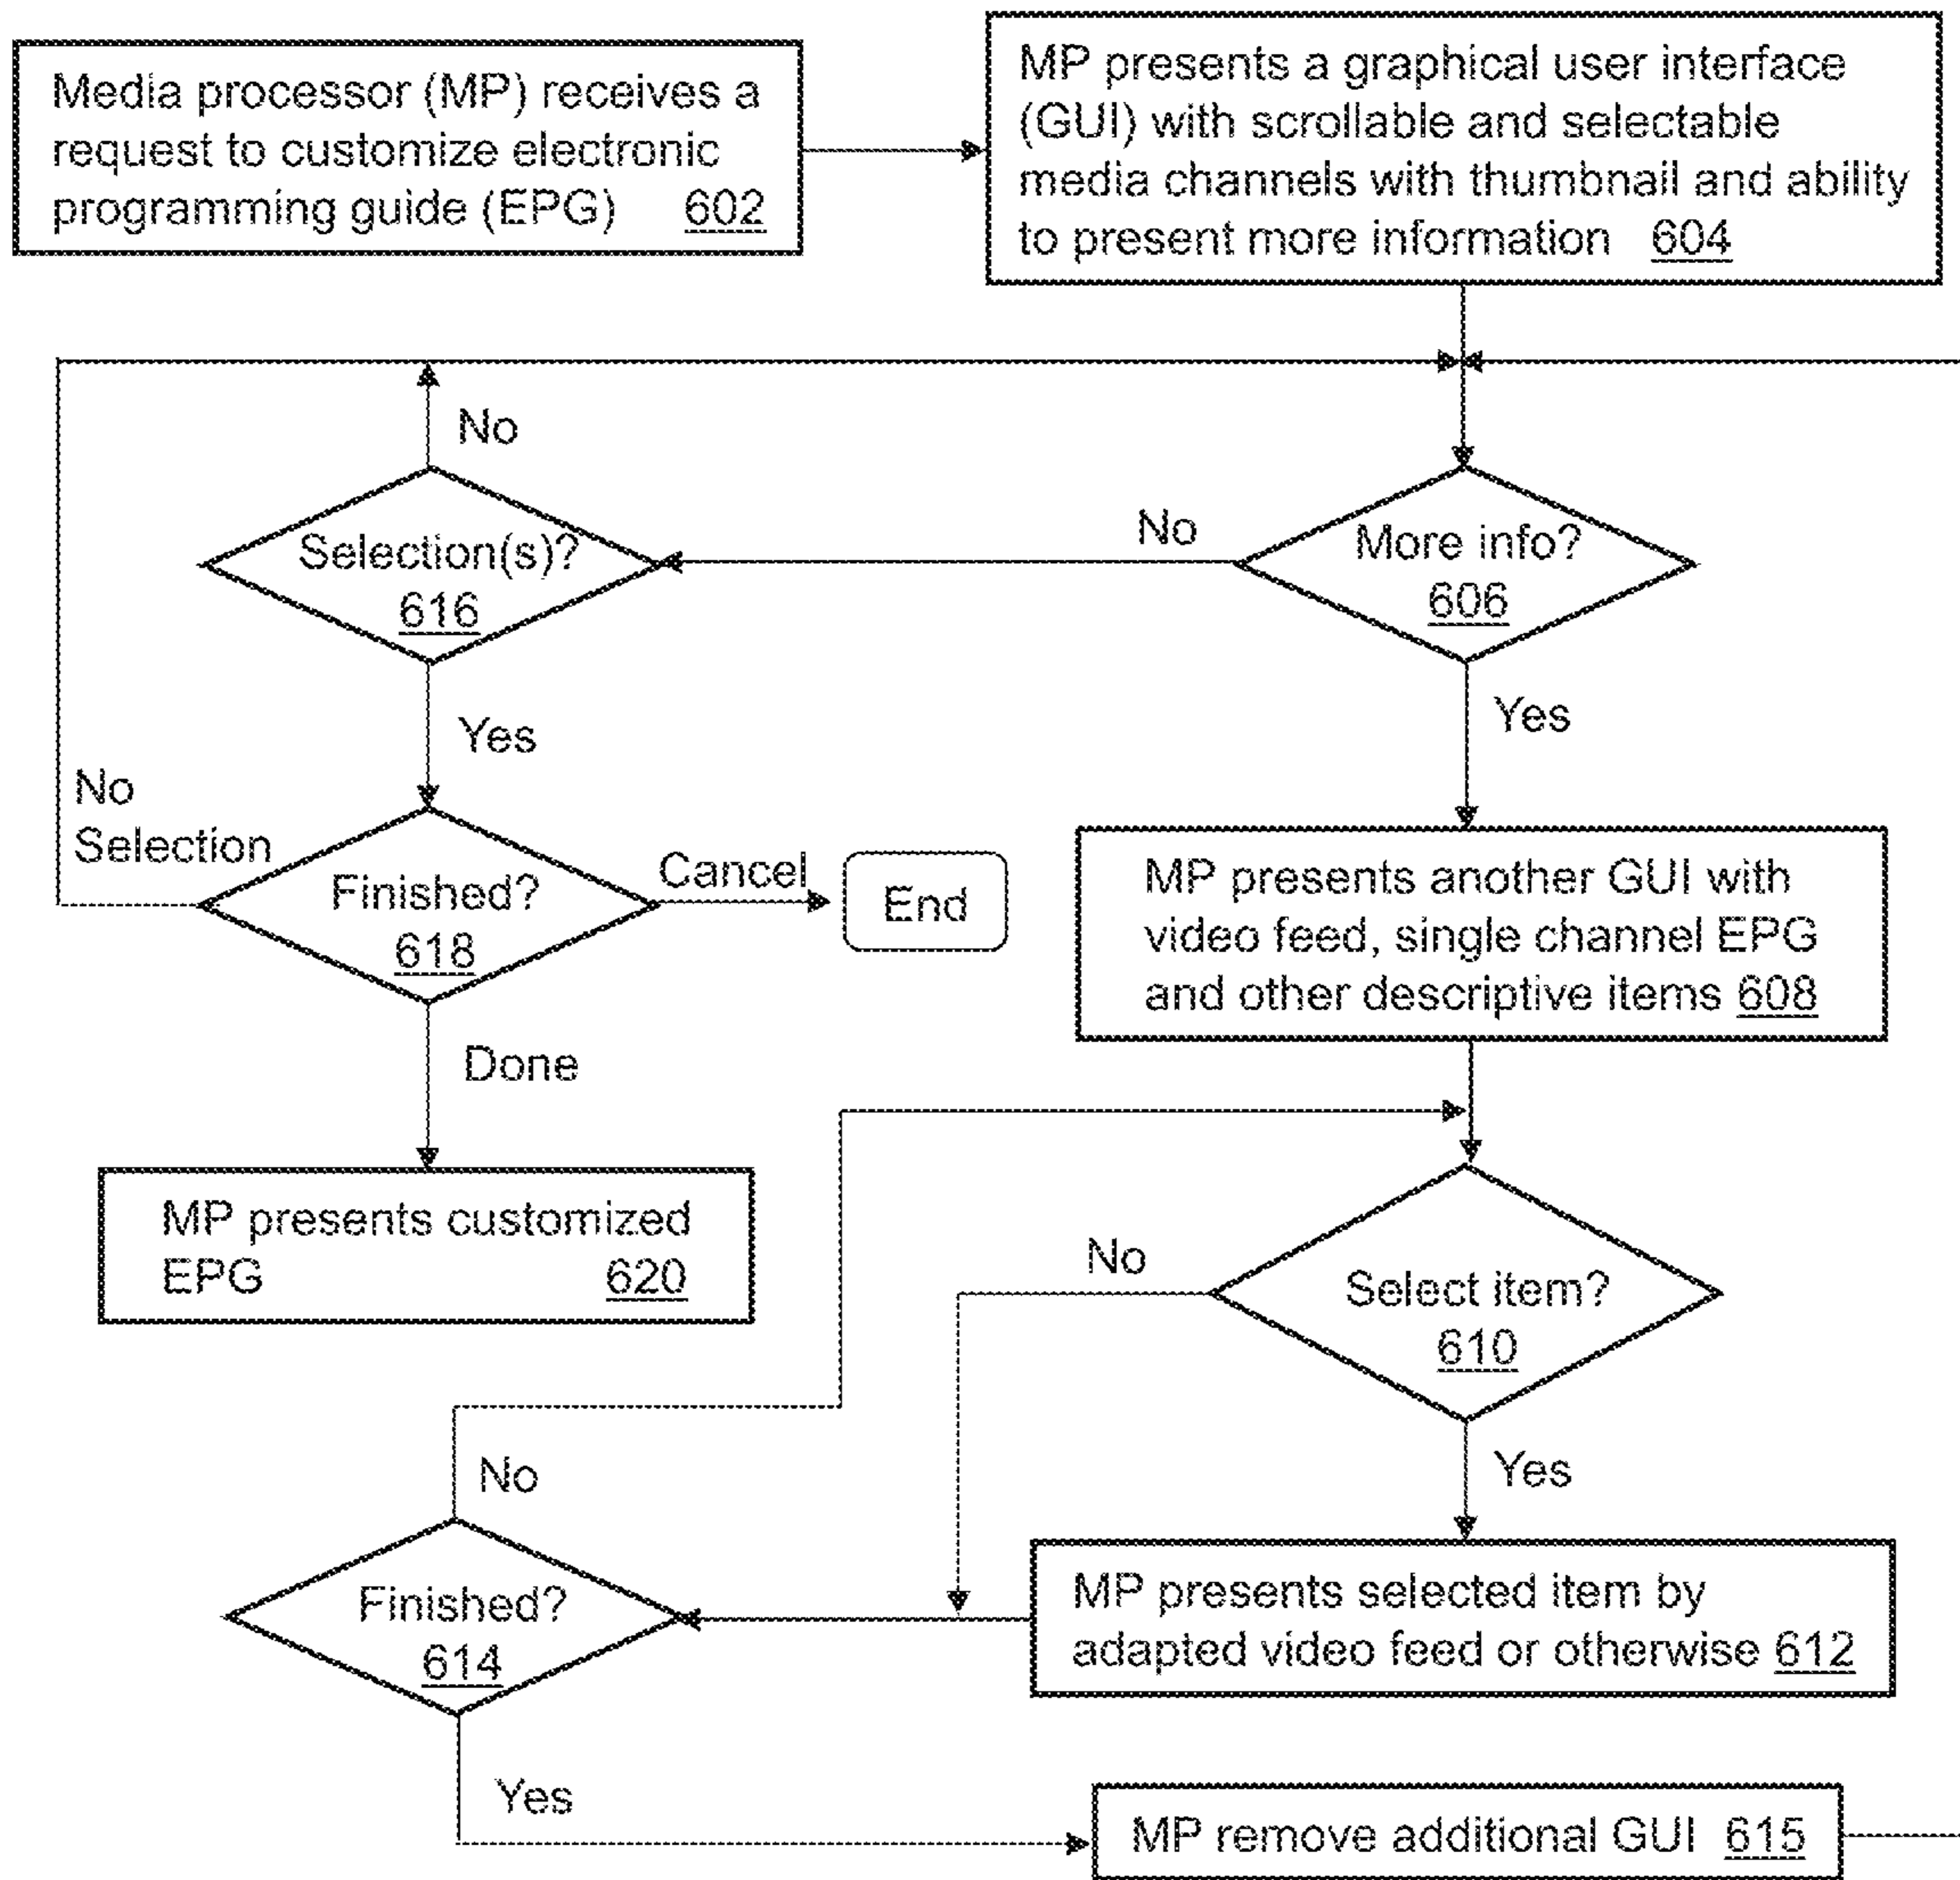 Media processor (MP) receives a
request to customize electronic
programming guide (EPG) 602
MP presents a graphical user interface
(GUI) with scrollable and selectable
media channels with thumbnail and ability
to present more information 604
No
Selection(s)?
616
No
More info?
606
Yes
Yes
No
Selection
Finished?
618
Cancel
End
MP presents another GUI with
video feed, single channel EPG
and other descriptive items 608
Done
MP presents customized
EPG 620
No
Select item?
610
No
Yes
Finished?
614
MP presents selected item by
adapted video feed or otherwise 612
Yes
MP remove additional GUI 615